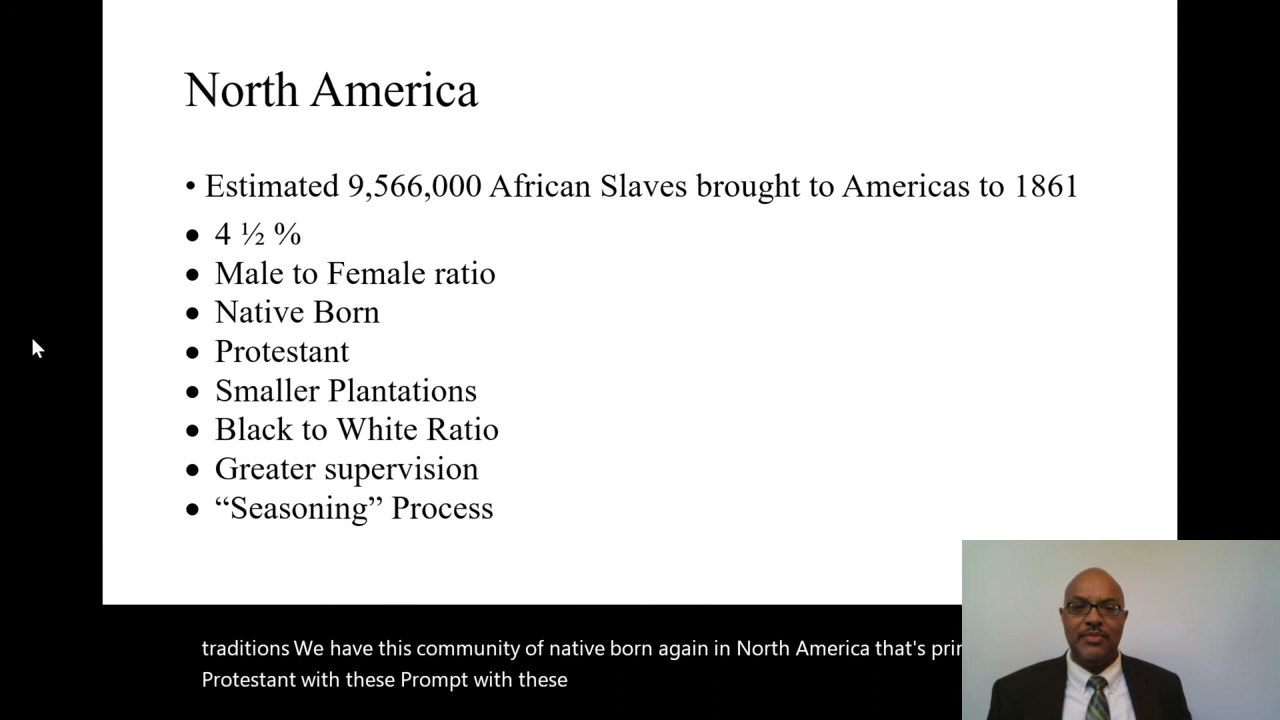 North America
• Estimated 9,566,000 African Slaves brought to Americas to 1861
• 4 ½ %
• Male to Female ratio
• Native Born
• Protestant
• Smaller Plantations
• Black to White Ratio
• Greater supervision
• “Seasoning” Process
traditions We have this community of native born again in North America that's
Protestant with these Prompt with these